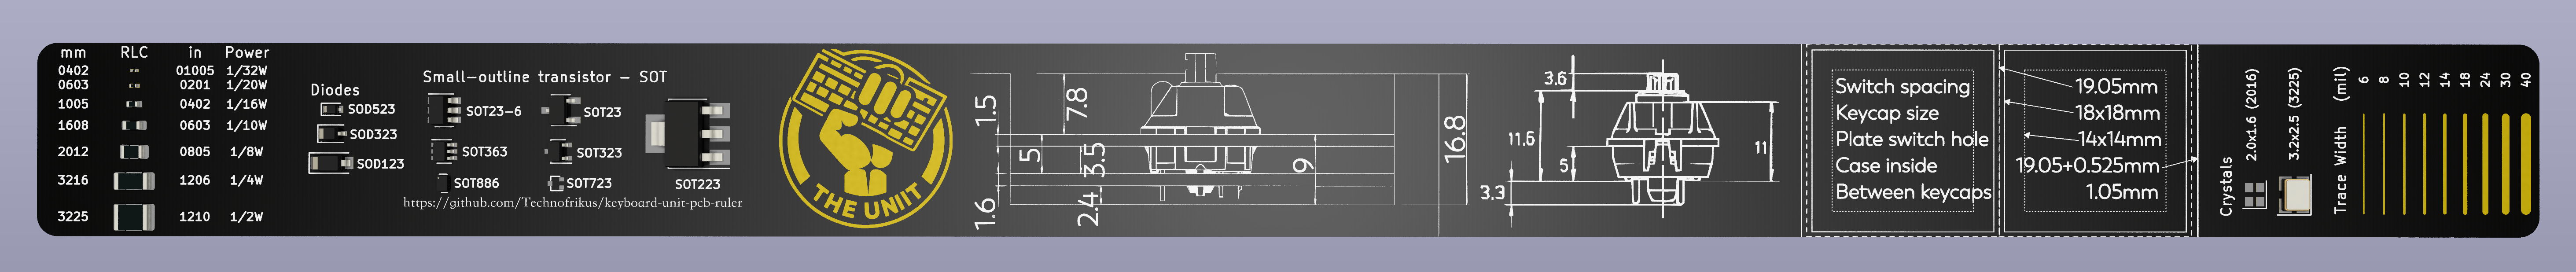 mm RLC in Power
0402 01005 1/32W
0603 0201 1/20W
1005 0402 1/16W
1608 0603 1/10W
2012 0805 1/8W
3216 1206 1/4W
3225 1210 1/2W
Diodes
SOD523
SOD323
SOD123
Small-outline transistor - SOT
SOT23-6 SOT23
SOT363 SOT323
SOT886 SOT723 SOT223
https://github.com/Technofrikus/keyboard-unit-pcb-ruler
THE UNIIT
1.5
7.8
5
3.5
9
16.8
1.6
2.4
3.6
11.6
5
11
3.3
Switch spacing 19.05mm
Keycap size 18x18mm
Plate switch hole 14x14mm
Case inside 19.05+0.525mm
Between keycaps 1.05mm
Crystals
2.0x1.6 (2016)
3.2x2.5 (3225)
Trace Width (mil)
6
8
10
12
14
18
24
30
40